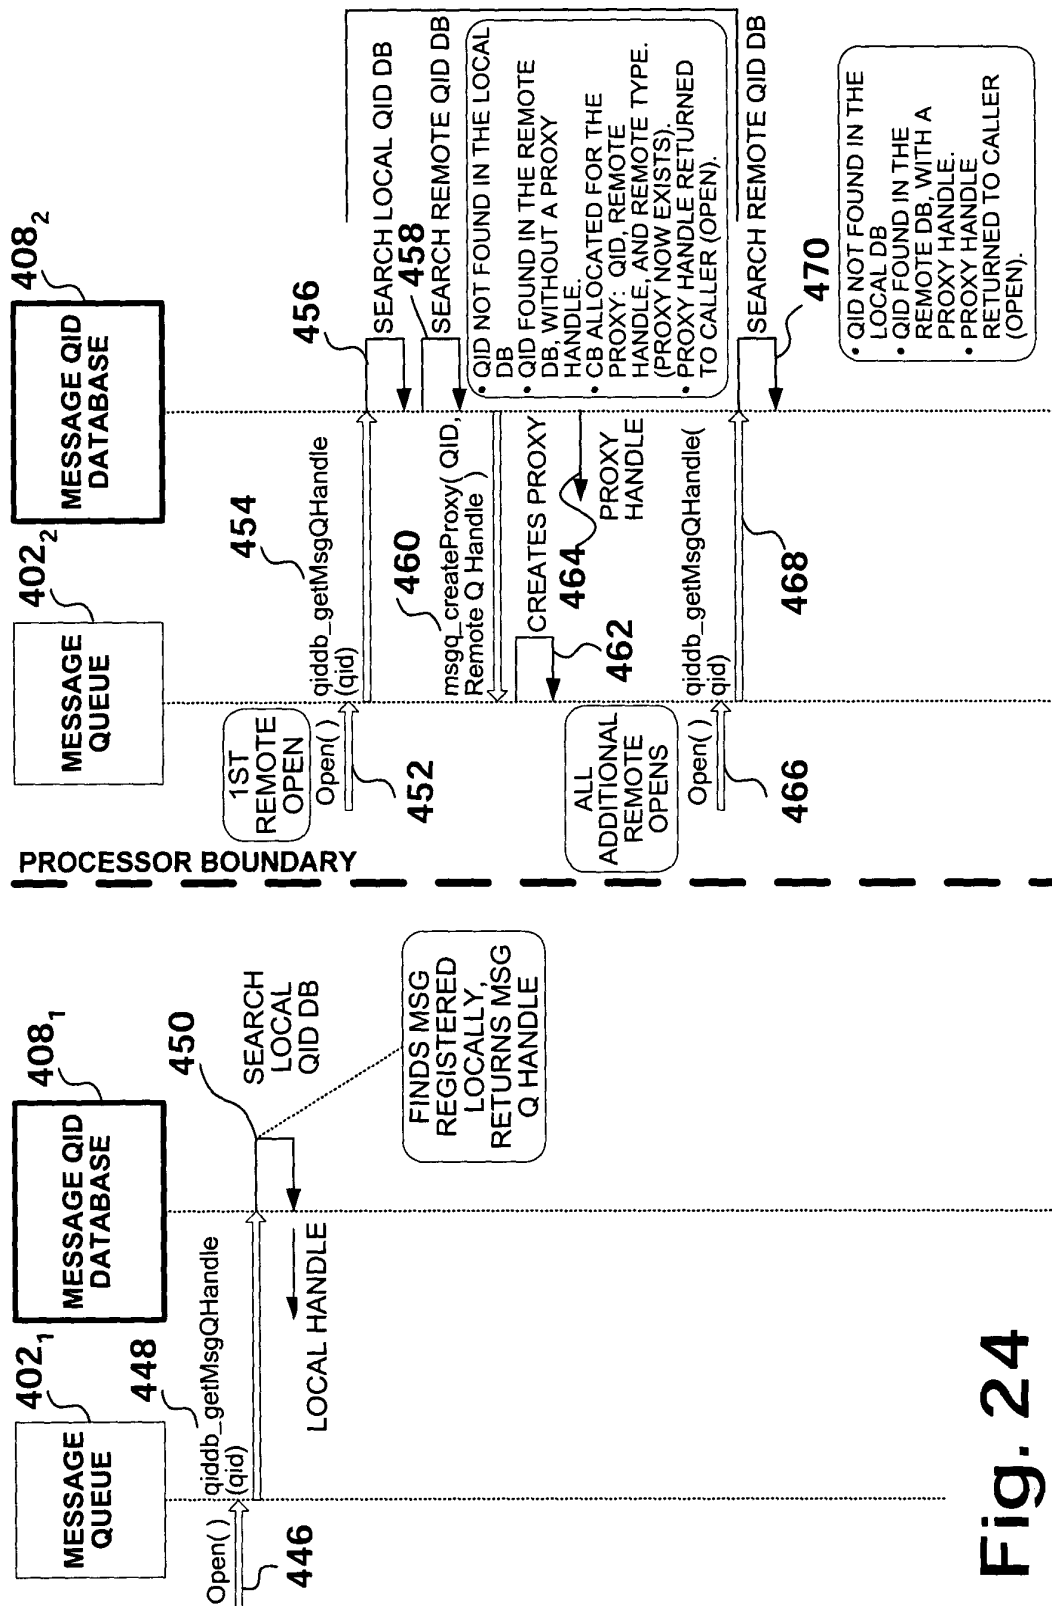 MESSAGE
QUEUE
402₁
MESSAGE QID
DATABASE
408₁
Open( )
446
448
qiddb_getMsgQHandle
(qid)
450
SEARCH
LOCAL
QID DB
LOCAL HANDLE
FINDS MSG
REGISTERED
LOCALLY,
RETURNS MSG
Q HANDLE
PROCESSOR BOUNDARY
MESSAGE
QUEUE
402₂
MESSAGE QID
DATABASE
408₂
1ST
REMOTE
OPEN
Open( )
452
454
qiddb_getMsgQHandle
(qid)
456
SEARCH LOCAL QID DB
458
SEARCH REMOTE QID DB
460
msgq_createProxy( QID,
Remote Q Handle )
• QID NOT FOUND IN THE LOCAL
DB
• QID FOUND IN THE REMOTE
DB, WITHOUT A PROXY
HANDLE.
• CB ALLOCATED FOR THE
PROXY: QID, REMOTE
HANDLE, AND REMOTE TYPE.
(PROXY NOW EXISTS).
• PROXY HANDLE RETURNED
TO CALLER (OPEN).
CREATES PROXY
462
464
PROXY
HANDLE
ALL
ADDITIONAL
REMOTE
OPENS
Open( )
466
qiddb_getMsgQHandle(
qid)
468
SEARCH REMOTE QID DB
470
• QID NOT FOUND IN THE
LOCAL DB
• QID FOUND IN THE
REMOTE DB, WITH A
PROXY HANDLE.
• PROXY HANDLE
RETURNED TO CALLER
(OPEN).
Fig. 24